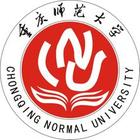 重庆师范大学
CHONGQING NORMAL UNIVERSITY